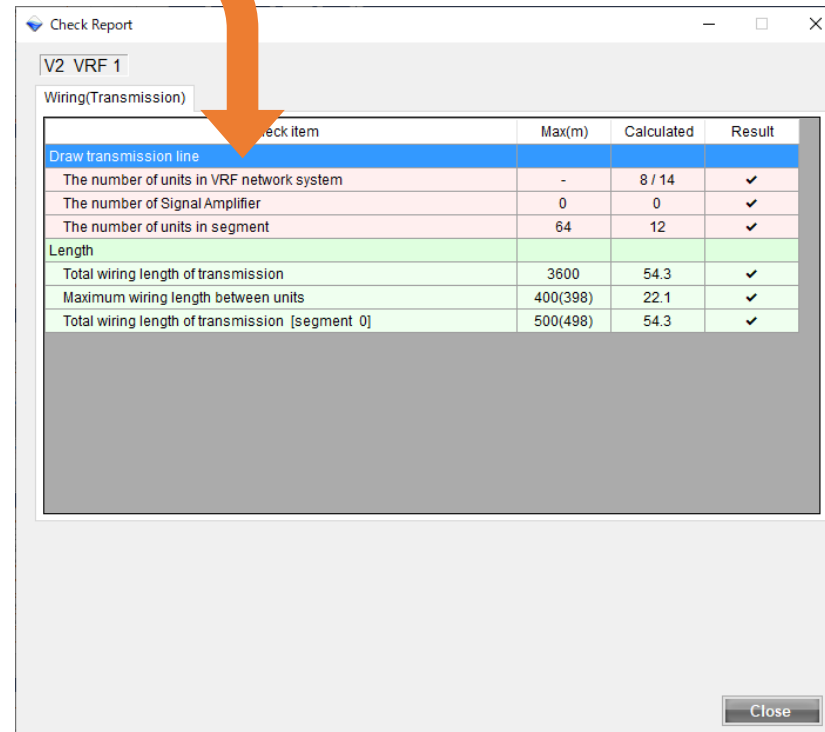 Check Report
V2 VRF 1
Wiring(Transmission)
item Max(m) Calculated Result
Draw transmission line
The number of units in VRF network system - 8 / 14 ✔
The number of Signal Amplifier 0 0 ✔
The number of units in segment 64 12 ✔
Length
Total wiring length of transmission 3600 54.3 ✔
Maximum wiring length between units 400(398) 22.1 ✔
Total wiring length of transmission [segment 0] 500(498) 54.3 ✔
Close